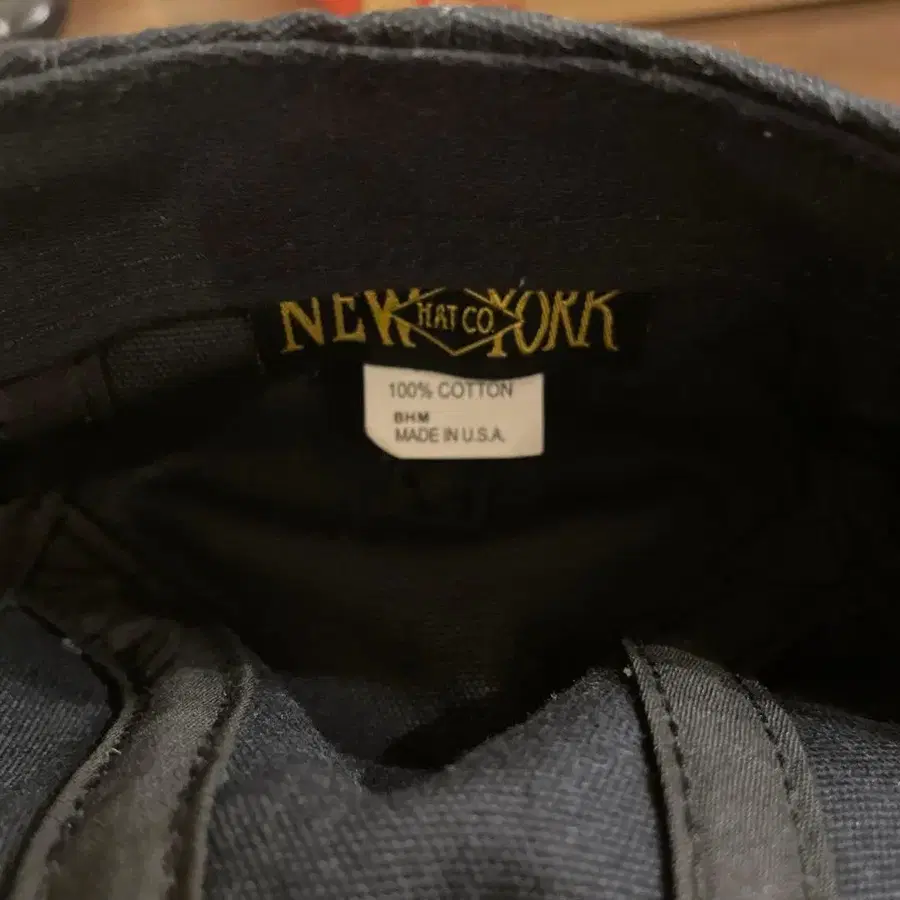 NEW HAT CO. YORK
100% COTTON
BHM
MADE IN U.S.A.